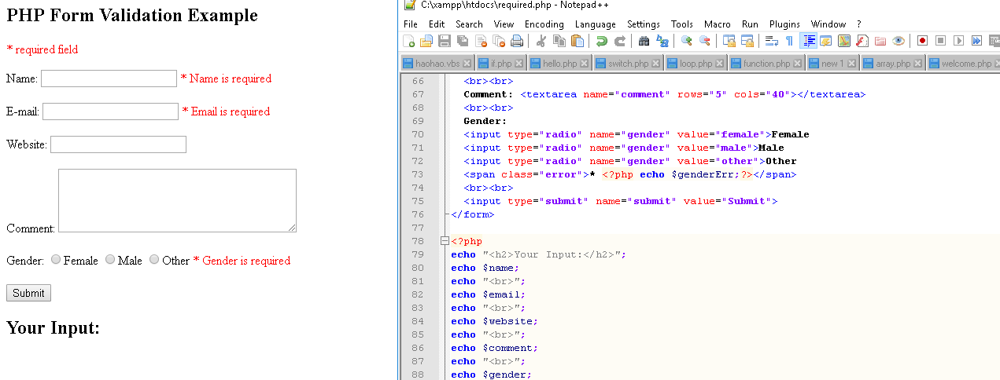 PHP Form Validation Example
* required field
Name: * Name is required
E-mail: * Email is required
Website:
Comment:
Gender: Female Male Other * Gender is required
Submit
Your Input:
C:\xampp\htdocs\required.php - Notepad++
File Edit Search View Encoding Language Settings Tools Macro Run Plugins Window ?
haohao.vbs if.php hello.php switch.php loop.php function.php new 1 array.php welcome.php
66 <br><br>
67 Comment: <textarea name="comment" rows="5" cols="40"></textarea>
68 <br><br>
69 Gender:
70 <input type="radio" name="gender" value="female">Female
71 <input type="radio" name="gender" value="male">Male
72 <input type="radio" name="gender" value="other">Other
73 <span class="error">* <?php echo $genderErr;?></span>
74 <br><br>
75 <input type="submit" name="submit" value="Submit">
76 </form>
77
78 <?php
79 echo "<h2>Your Input:</h2>";
80 echo $name;
81 echo "<br>";
82 echo $email;
83 echo "<br>";
84 echo $website;
85 echo "<br>";
86 echo $comment;
87 echo "<br>";
88 echo $gender;